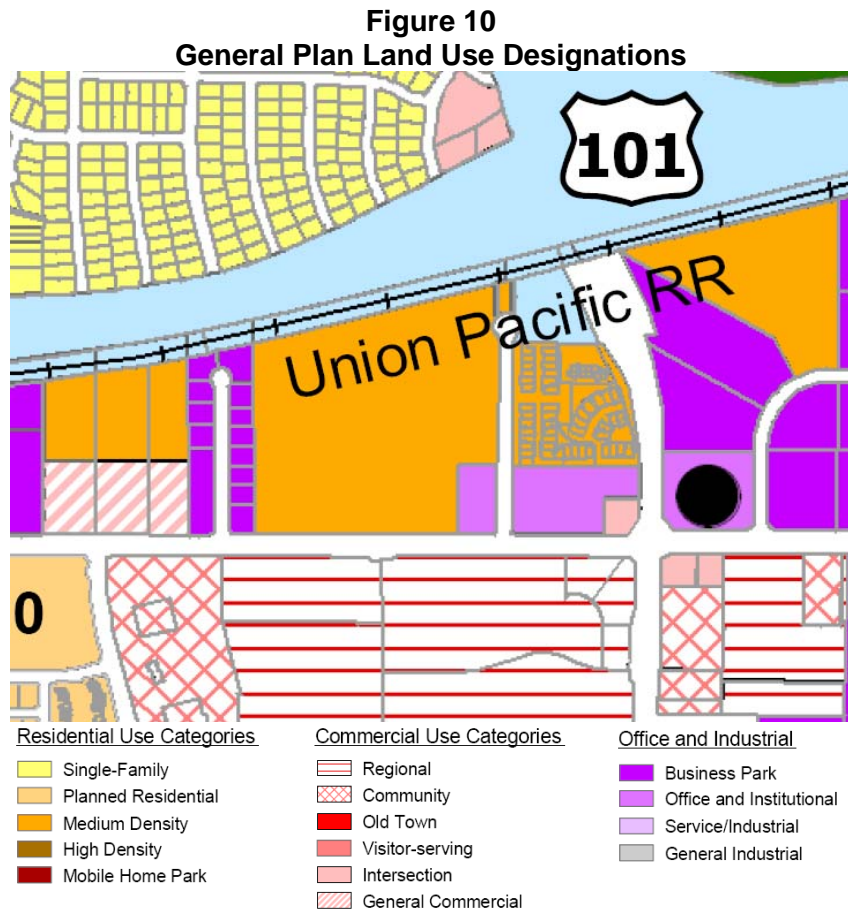 Figure 10
General Plan Land Use Designations
101
Union Pacific RR
0
Residential Use Categories
Single-Family
Planned Residential
Medium Density
High Density
Mobile Home Park
Commercial Use Categories
Regional
Community
Old Town
Visitor-serving
Intersection
General Commercial
Office and Industrial
Business Park
Office and Institutional
Service/Industrial
General Industrial